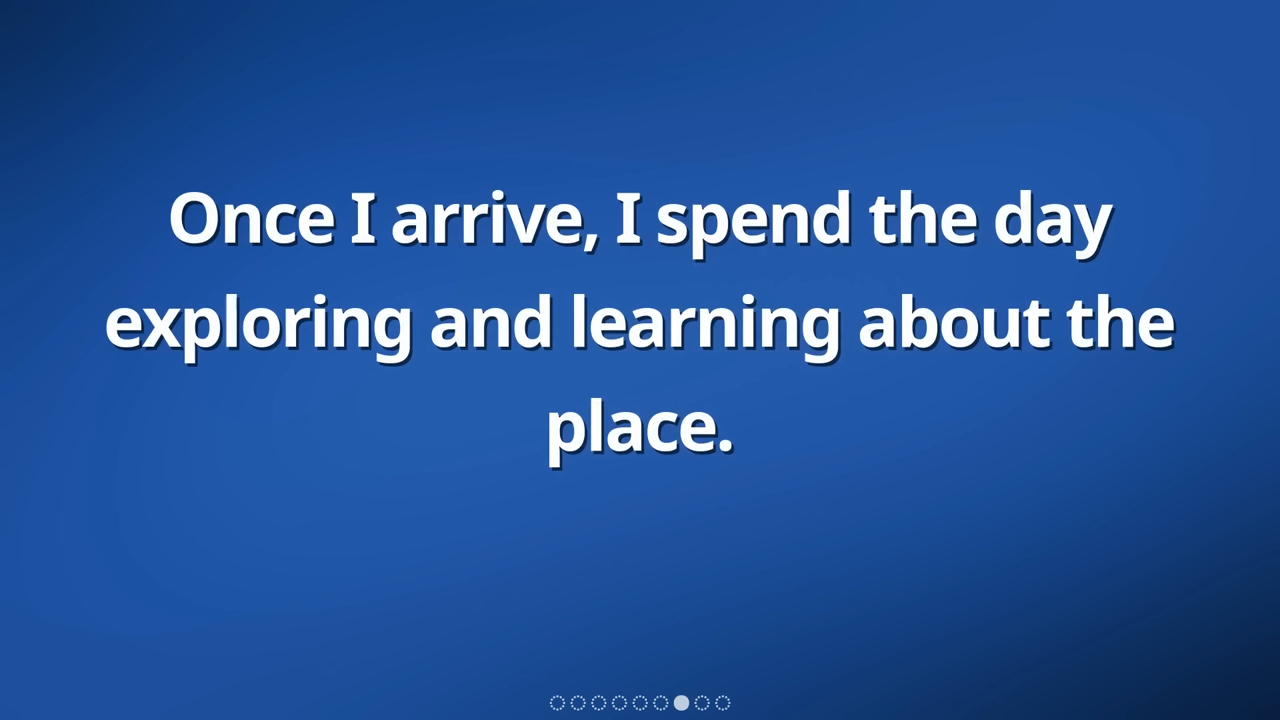 Once I arrive, I spend the day
exploring and learning about the
place.